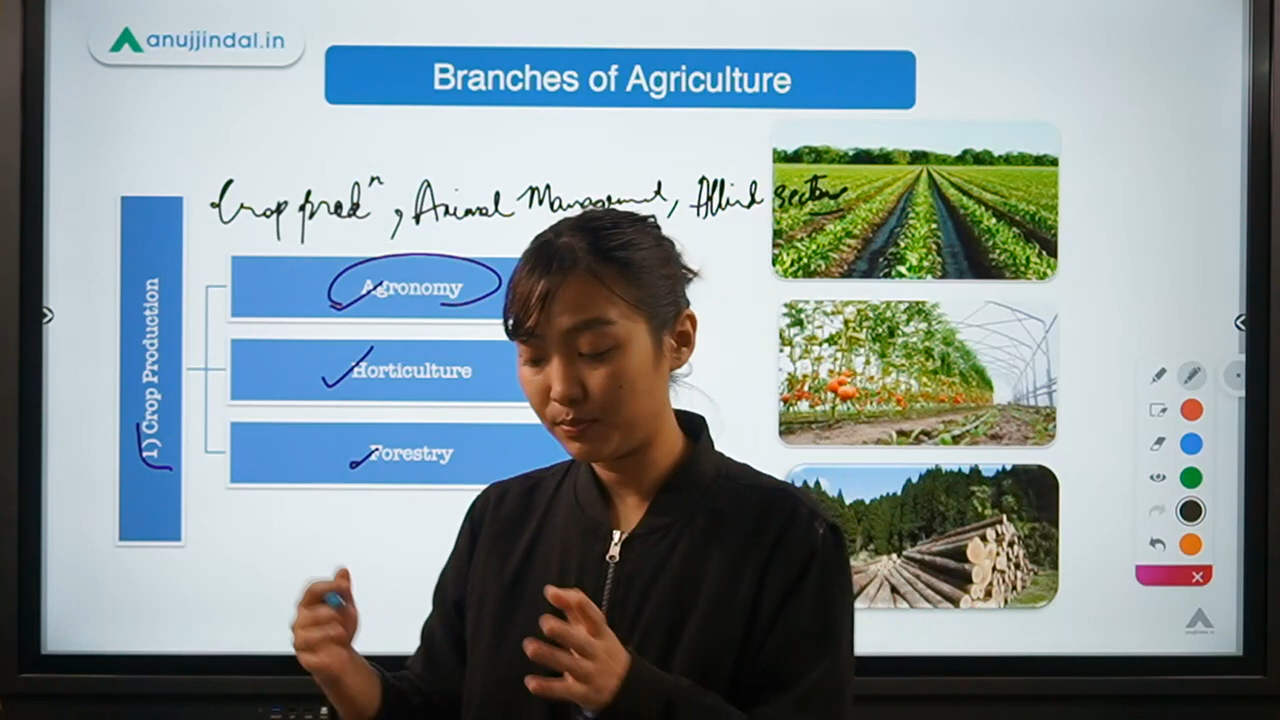 anujjindal.in
Branches of Agriculture
Crop prodⁿ, Animal Management, Allied sector
1) Crop Production
Agronomy
Horticulture
Forestry